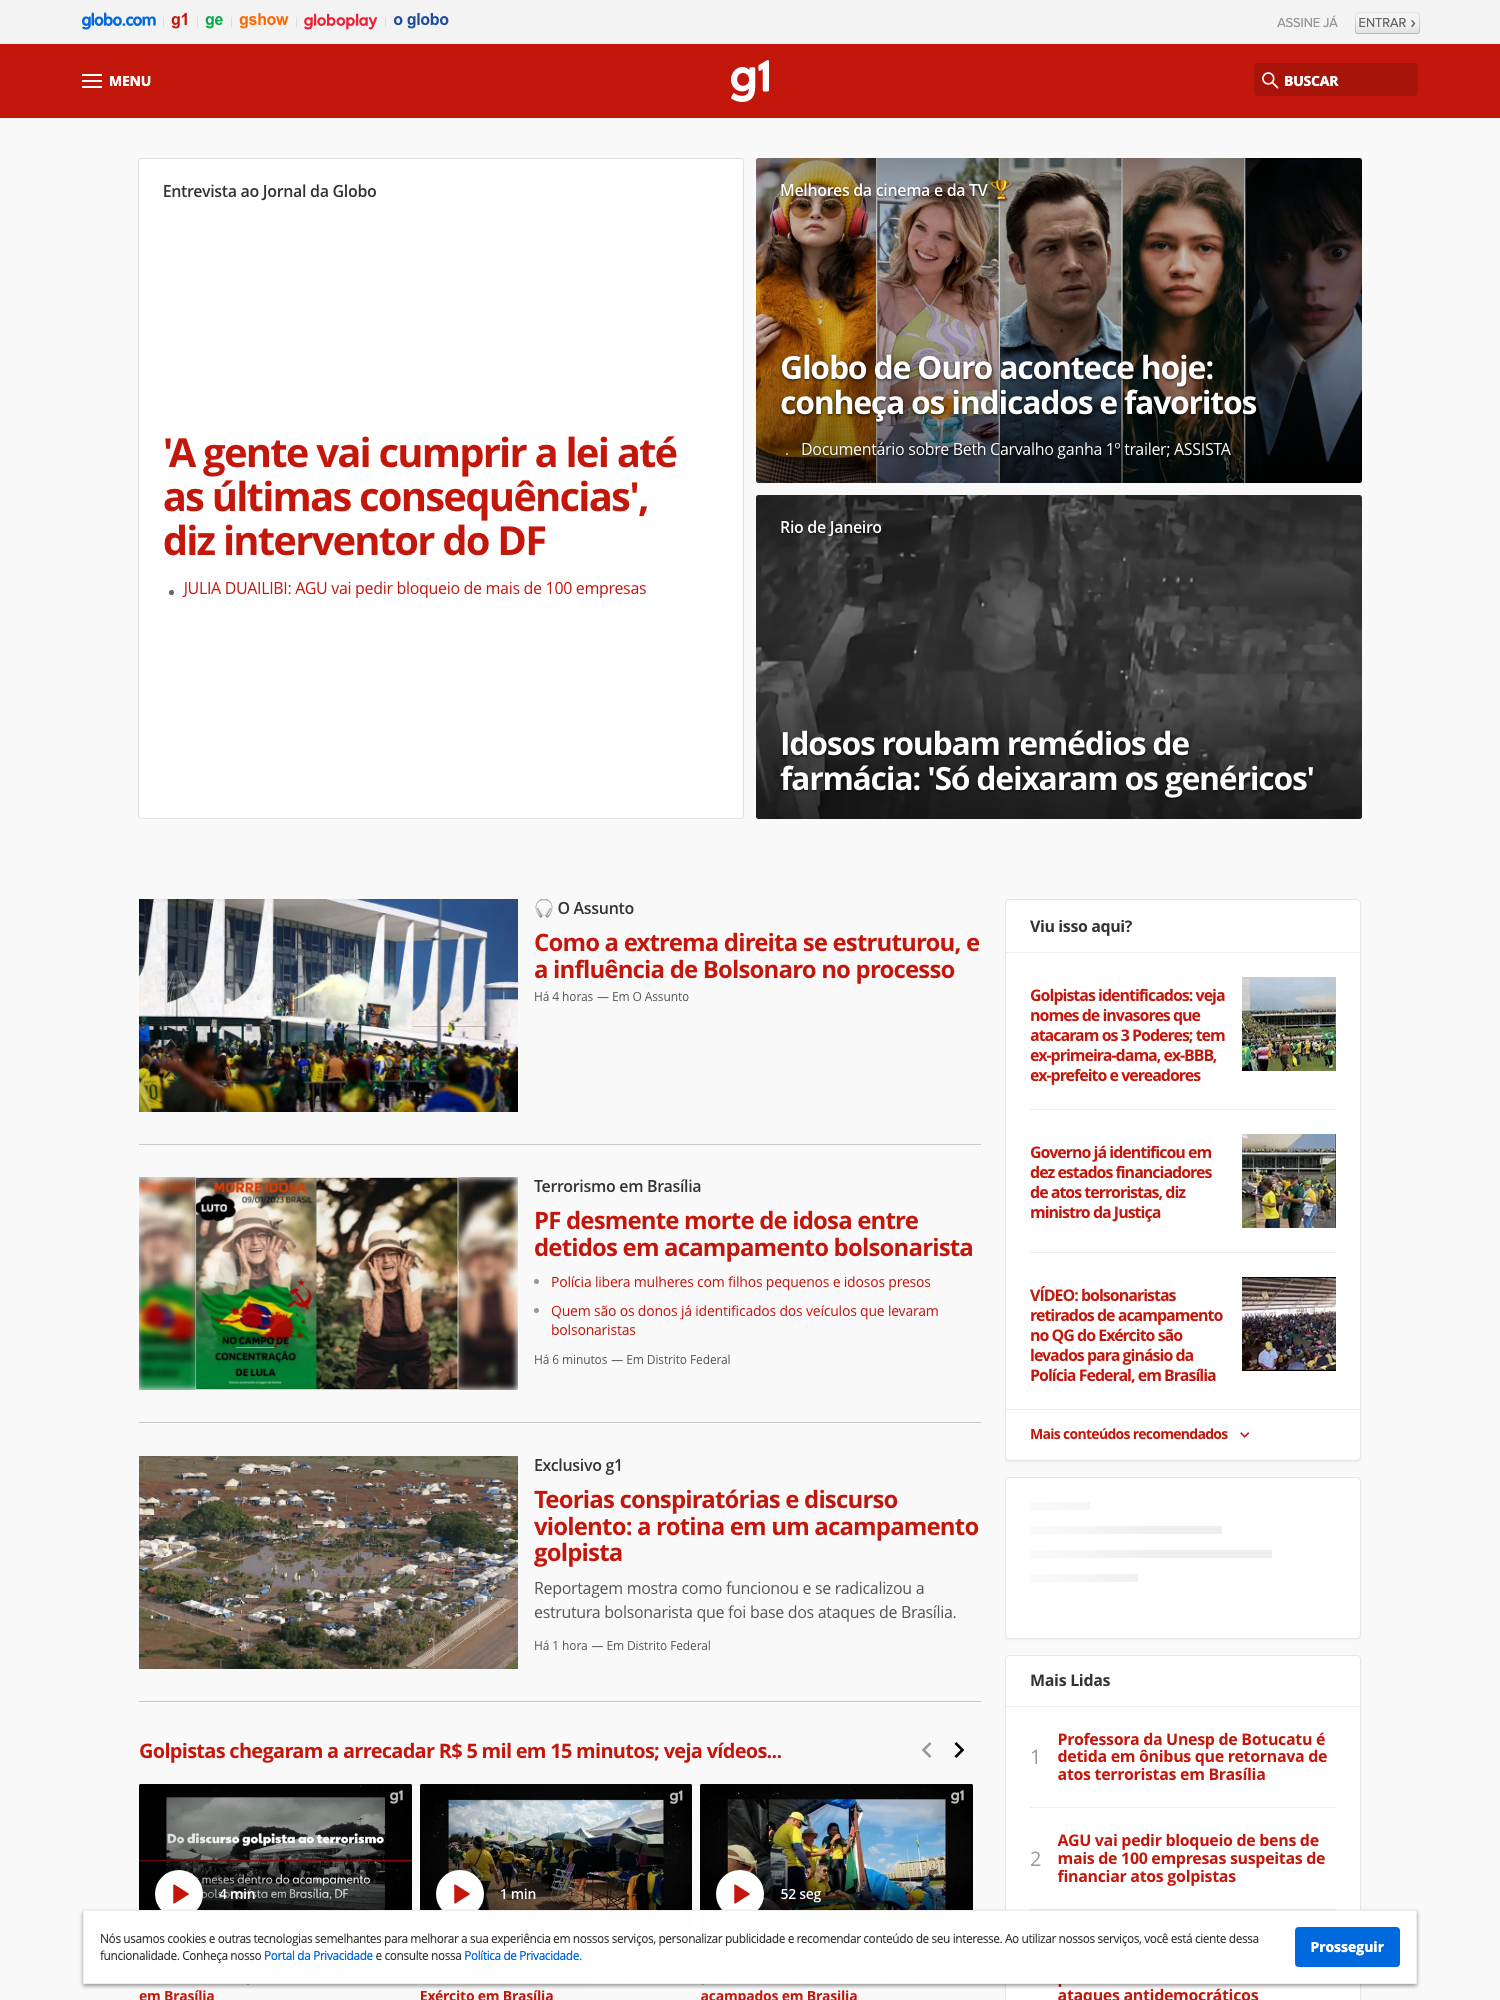 globo.com g1 ge gshow globoplay o globo
ASSINE JÁ ENTRAR ›
MENU
g1
BUSCAR
Entrevista ao Jornal da Globo
'A gente vai cumprir a lei até
as últimas consequências',
diz interventor do DF
JULIA DUAILIBI: AGU vai pedir bloqueio de mais de 100 empresas
Melhores da cinema e da TV 🏆
Globo de Ouro acontece hoje:
conheça os indicados e favoritos
. Documentário sobre Beth Carvalho ganha 1º trailer; ASSISTA
Rio de Janeiro
Idosos roubam remédios de
farmácia: 'Só deixaram os genéricos'
🎧 O Assunto
Como a extrema direita se estruturou, e
a influência de Bolsonaro no processo
Há 4 horas — Em O Assunto
MORRE IDOSA
09/01/2023 BRASIL
LUTO
NO CAMPO DE
CONCENTRAÇÃO
DE LULA
Terrorismo em Brasília
PF desmente morte de idosa entre
detidos em acampamento bolsonarista
Polícia libera mulheres com filhos pequenos e idosos presos
Quem são os donos já identificados dos veículos que levaram
bolsonaristas
Há 6 minutos — Em Distrito Federal
Exclusivo g1
Teorias conspiratórias e discurso
violento: a rotina em um acampamento
golpista
Reportagem mostra como funcionou e se radicalizou a
estrutura bolsonarista que foi base dos ataques de Brasília.
Há 1 hora — Em Distrito Federal
Golpistas chegaram a arrecadar R$ 5 mil em 15 minutos; veja vídeos...
g1
Do discurso golpista ao terrorismo
meses dentro do acampamento
em Brasília, DF
4 min
g1
1 min
g1
52 seg
em Brasília
Exército em Brasília
acampados em Brasilia
Viu isso aqui?
Golpistas identificados: veja
nomes de invasores que
atacaram os 3 Poderes; tem
ex-primeira-dama, ex-BBB,
ex-prefeito e vereadores
Governo já identificou em
dez estados financiadores
de atos terroristas, diz
ministro da Justiça
VÍDEO: bolsonaristas
retirados de acampamento
no QG do Exército são
levados para ginásio da
Polícia Federal, em Brasília
Mais conteúdos recomendados
Mais Lidas
1
Professora da Unesp de Botucatu é
detida em ônibus que retornava de
atos terroristas em Brasília
2
AGU vai pedir bloqueio de bens de
mais de 100 empresas suspeitas de
financiar atos golpistas
ataques antidemocráticos
Nós usamos cookies e outras tecnologias semelhantes para melhorar a sua experiência em nossos serviços, personalizar publicidade e recomendar conteúdo de seu interesse. Ao utilizar nossos serviços, você está ciente dessa
funcionalidade. Conheça nosso Portal da Privacidade e consulte nossa Política de Privacidade.
Prosseguir